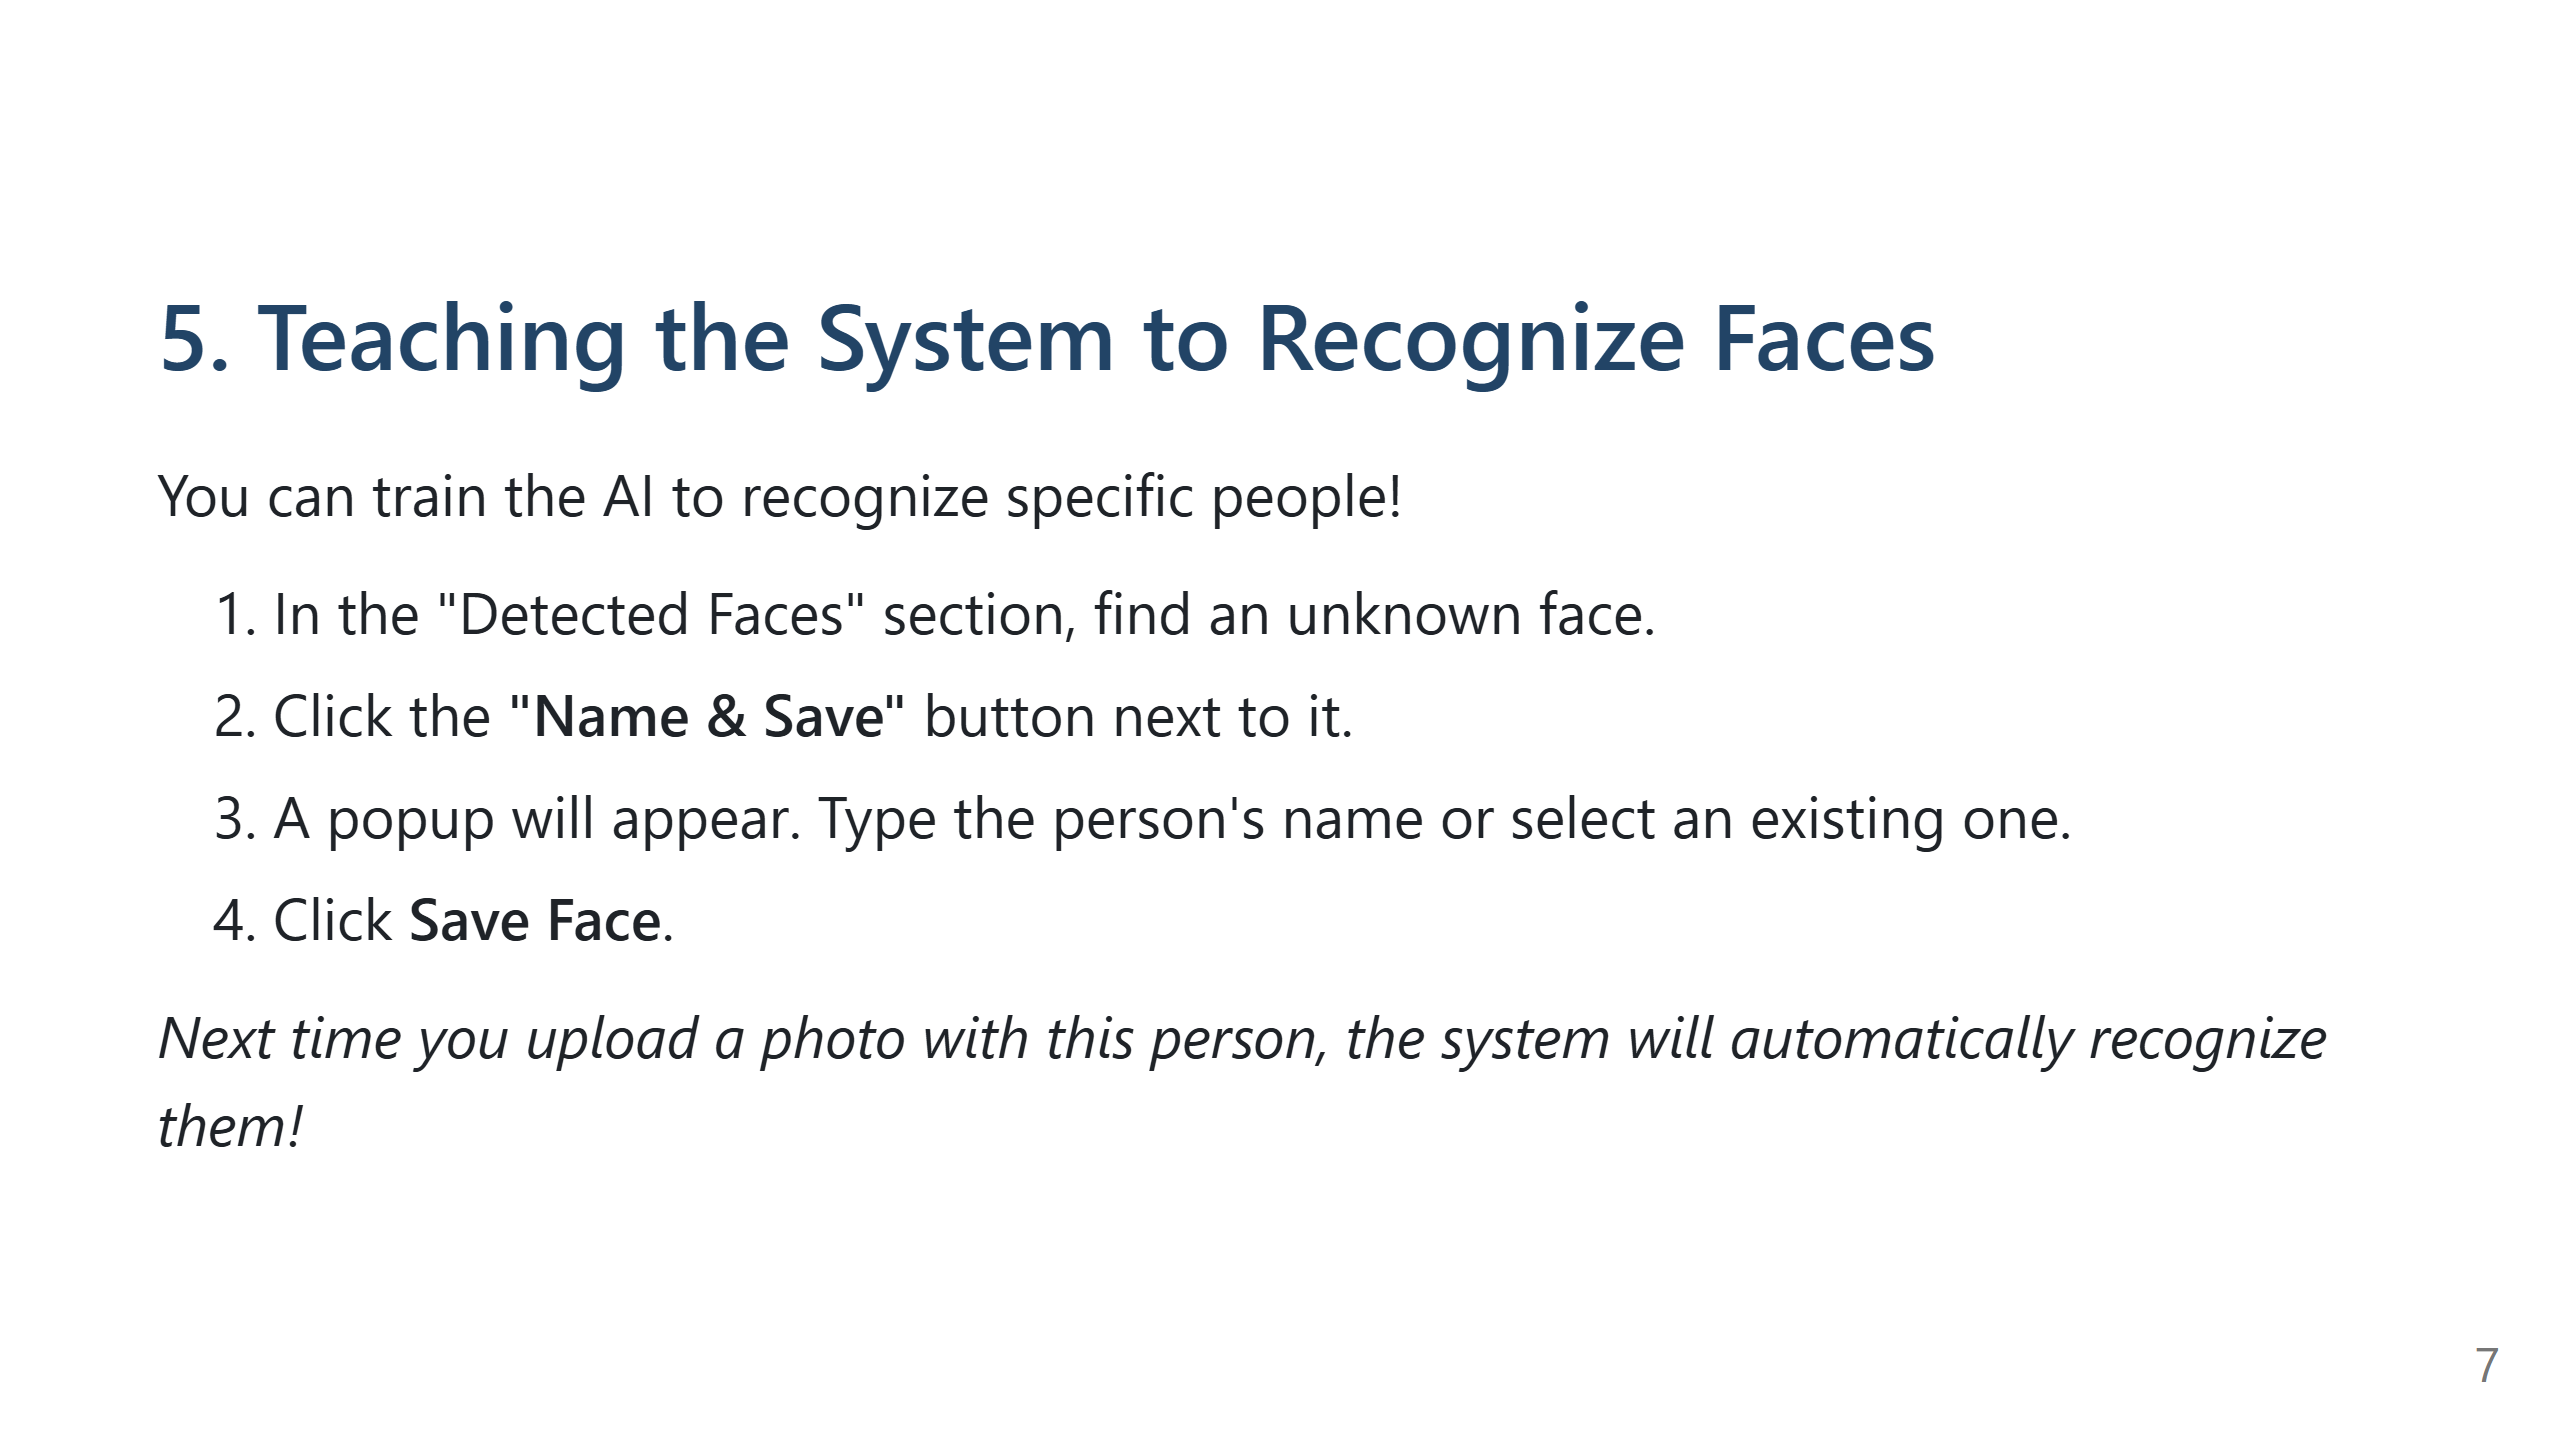 5. Teaching the System to Recognize Faces
You can train the AI to recognize specific people!
1. In the "Detected Faces" section, find an unknown face.
2. Click the "Name & Save" button next to it.
3. A popup will appear. Type the person's name or select an existing one.
4. Click Save Face.
Next time you upload a photo with this person, the system will automatically recognize
them!
7